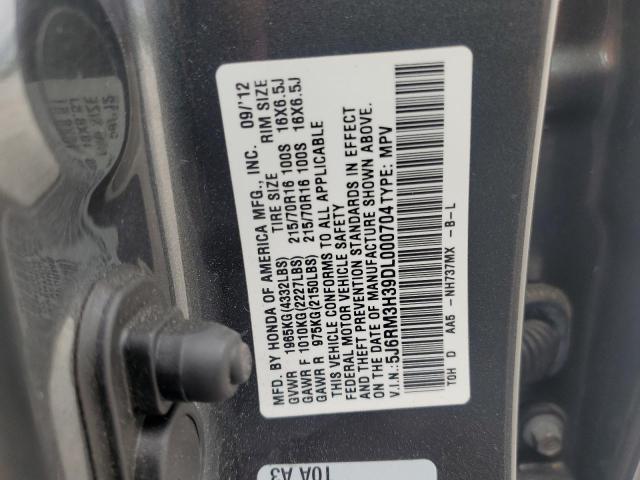 MFD. BY HONDA OF AMERICA MFG., INC. 09/'12
TIRE SIZE RIM SIZE
GVWR 1965KG(4332LBS)
GAWR F 1010KG(2227LBS) 215/70R16 100S 16X6.5J
GAWR R 975KG(2150LBS) 215/70R16 100S 16X6.5J
THIS VEHICLE CONFORMS TO ALL APPLICABLE
FEDERAL MOTOR VEHICLE SAFETY
AND THEFT PREVENTION STANDARDS IN EFFECT
ON THE DATE OF MANUFACTURE SHOWN ABOVE.
V.I.N.:5J6RM3H39DL000704 TYPE: MPV
TOH D AA5 -NH737MX -B-L
TOA A3